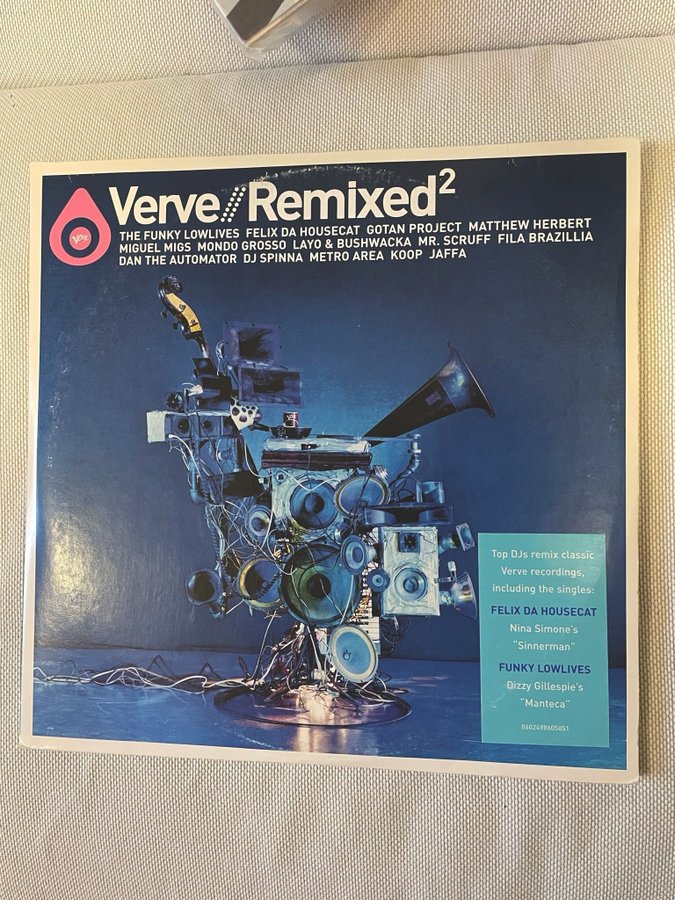 Verve//Remixed²
Verve
THE FUNKY LOWLIVES FELIX DA HOUSECAT GOTAN PROJECT MATTHEW HERBERT
MIGUEL MIGS MONDO GROSSO LAYO & BUSHWACKA MR. SCRUFF FILA BRAZILLIA
DAN THE AUTOMATOR DJ SPINNA METRO AREA KOOP JAFFA
Top DJs remix classic
Verve recordings,
including the singles:
FELIX DA HOUSECAT
Nina Simone's
"Sinnerman"
FUNKY LOWLIVES
Dizzy Gillespie's
"Manteca"
0602498605851